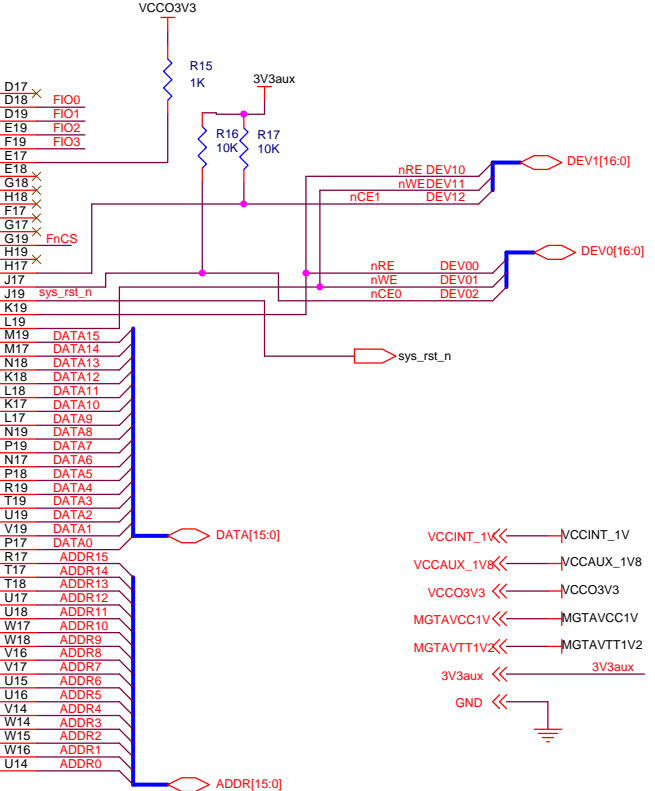 VCCO3V3
R15
1K
3V3aux
R16
10K
R17
10K
D17
D18 FIO0
D19 FIO1
E19 FIO2
F19 FIO3
E17
E18
G18
H18
F17
G17
G19 FnCS
H19
H17
J17
J19 sys_rst_n
K19
L19
nRE DEV10
nWE DEV11
nCE1 DEV12
DEV1[16:0]
nRE DEV00
nWE DEV01
nCE0 DEV02
DEV0[16:0]
sys_rst_n
M19 DATA15
M17 DATA14
N18 DATA13
K18 DATA12
L18 DATA11
K17 DATA10
L17 DATA9
N19 DATA8
P19 DATA7
N17 DATA6
P18 DATA5
R19 DATA4
T19 DATA3
U19 DATA2
V19 DATA1
P17 DATA0
DATA[15:0]
R17 ADDR15
T17 ADDR14
T18 ADDR13
U17 ADDR12
U18 ADDR11
W17 ADDR10
W18 ADDR9
V16 ADDR8
V17 ADDR7
U15 ADDR6
U16 ADDR5
V14 ADDR4
W14 ADDR3
W15 ADDR2
W16 ADDR1
U14 ADDR0
ADDR[15:0]
VCCINT_1V VCCINT_1V
VCCAUX_1V8 VCCAUX_1V8
VCCO3V3 VCCO3V3
MGTAVCC1V MGTAVCC1V
MGTAVTT1V2 MGTAVTT1V2
3V3aux 3V3aux
GND